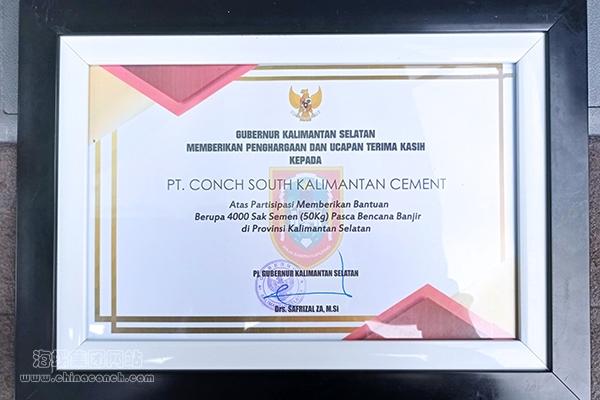 GUBERNUR KALIMANTAN SELATAN
MEMBERIKAN PENGHARGAAN DAN UCAPAN TERIMA KASIH
KEPADA
PT. CONCH SOUTH KALIMANTAN CEMENT
Atas Partisipasi Memberikan Bantuan
Berupa 4000 Sak Semen (50Kg) Pasca Bencana Banjir
di Provinsi Kalimantan Selatan
Pj. GUBERNUR KALIMANTAN SELATAN
Drs. SAFRIZAL ZA, M.Si
海螺集团网站
www.chinaconch.com